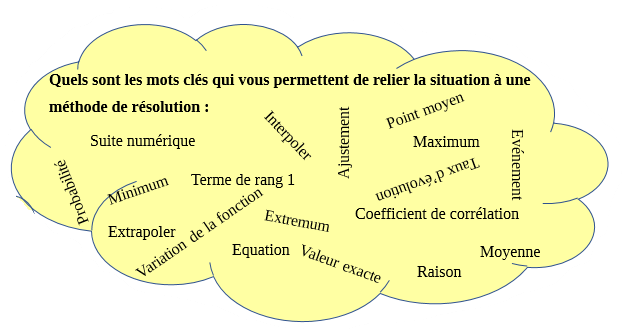 Quels sont les mots clés qui vous permettent de relier la situation à une
méthode de résolution :
Point moyen
Interpoler
Ajustement
Suite numérique
Maximum
Evénement
Probabilité
Minimum
Terme de rang 1
Taux d'évolution
Variation de la fonction
Extremum
Coefficient de corrélation
Extrapoler
Equation
Valeur exacte
Moyenne
Raison